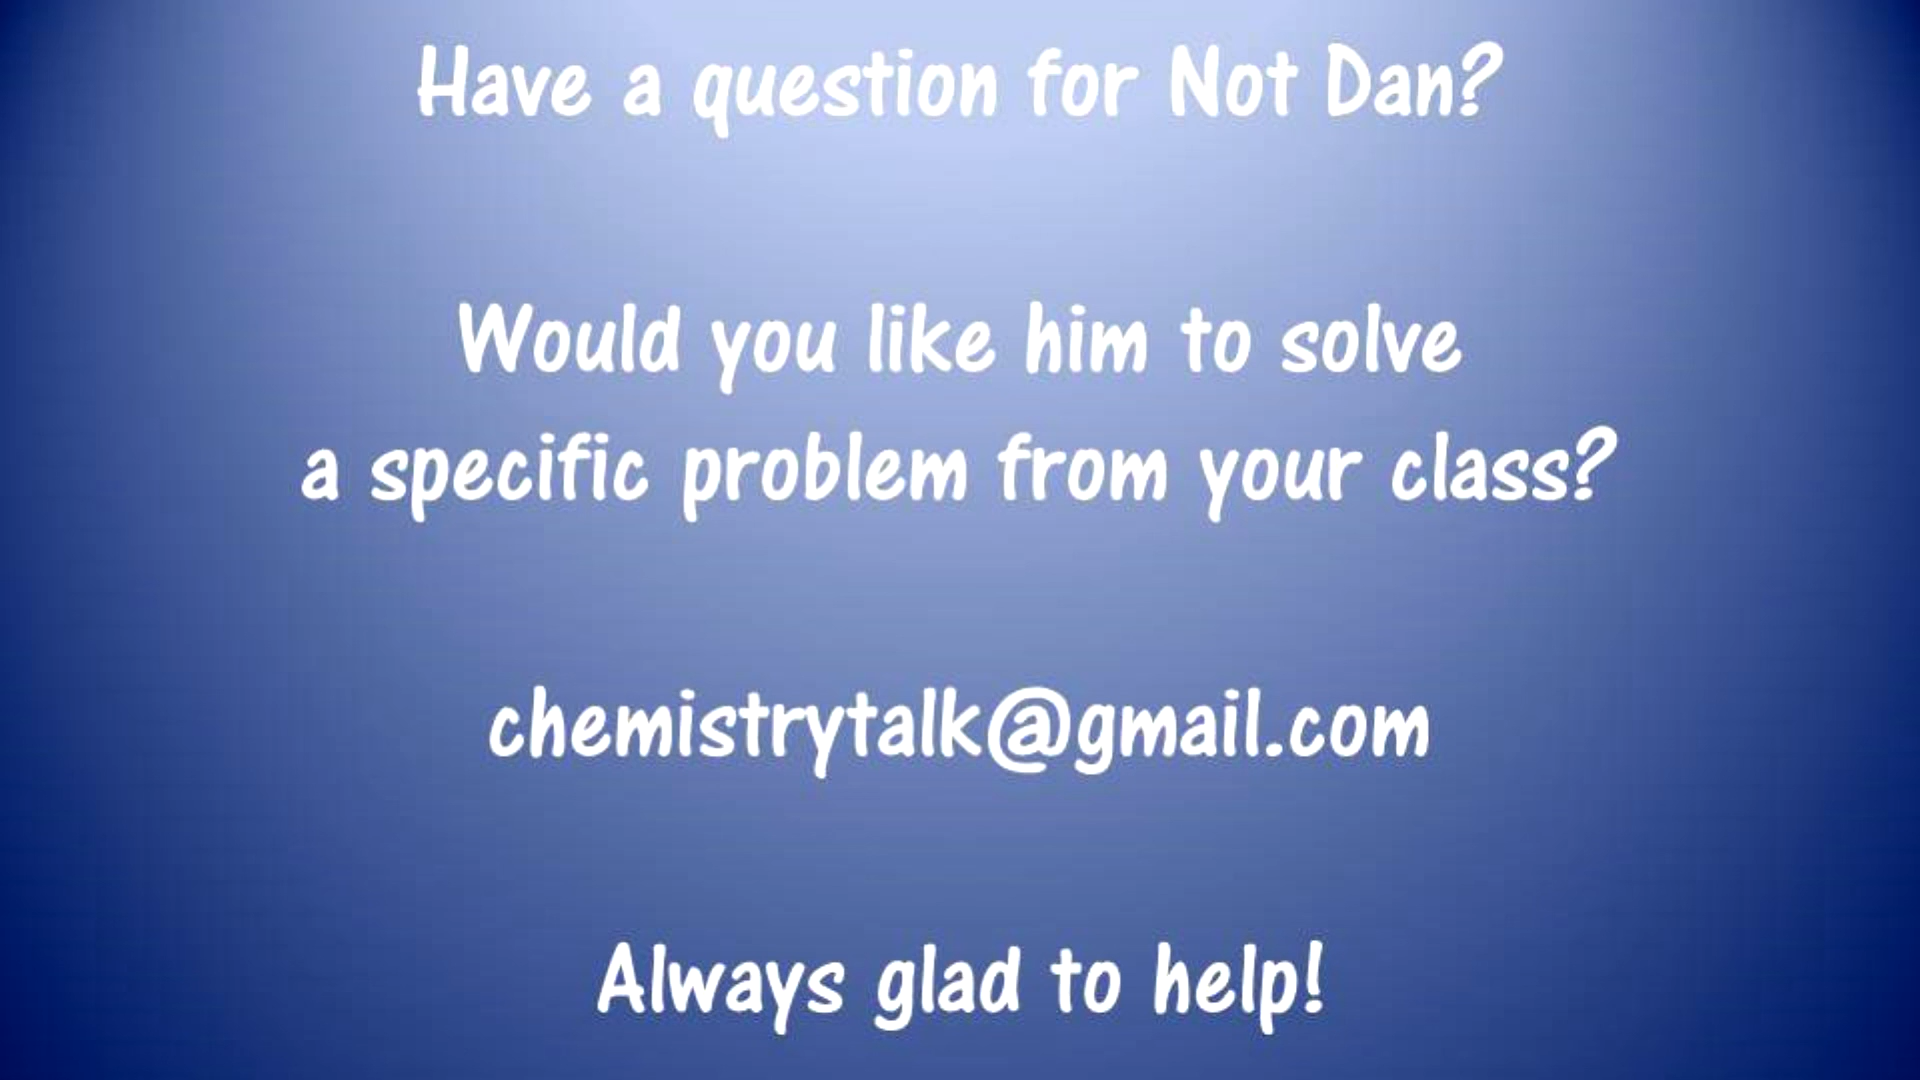 Have a question for Not Dan?
Would you like him to solve
a specific problem from your class?
chemistrytalk@gmail.com
Always glad to help!